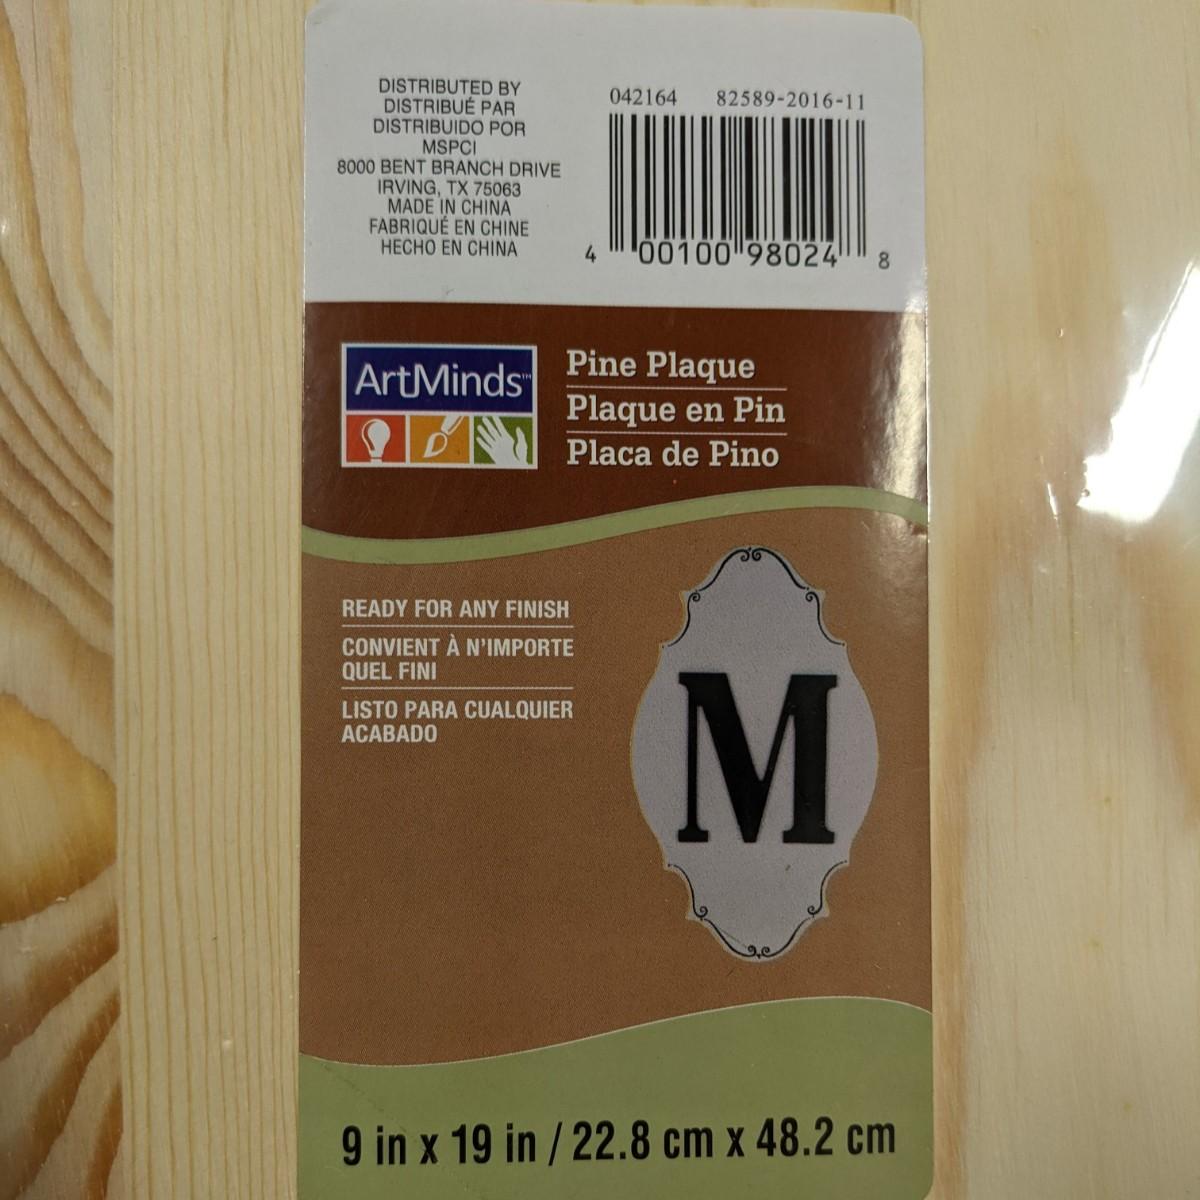 DISTRIBUTED BY
DISTRIBUÉ PAR
DISTRIBUIDO POR
MSPCI
8000 BENT BRANCH DRIVE
IRVING, TX 75063
MADE IN CHINA
FABRIQUÉ EN CHINE
HECHO EN CHINA
042164 82589-2016-11
4 00100 98024 8
ArtMinds™
Pine Plaque
Plaque en Pin
Placa de Pino
READY FOR ANY FINISH
CONVIENT À N'IMPORTE
QUEL FINI
LISTO PARA CUALQUIER
ACABADO
M
9 in x 19 in / 22.8 cm x 48.2 cm